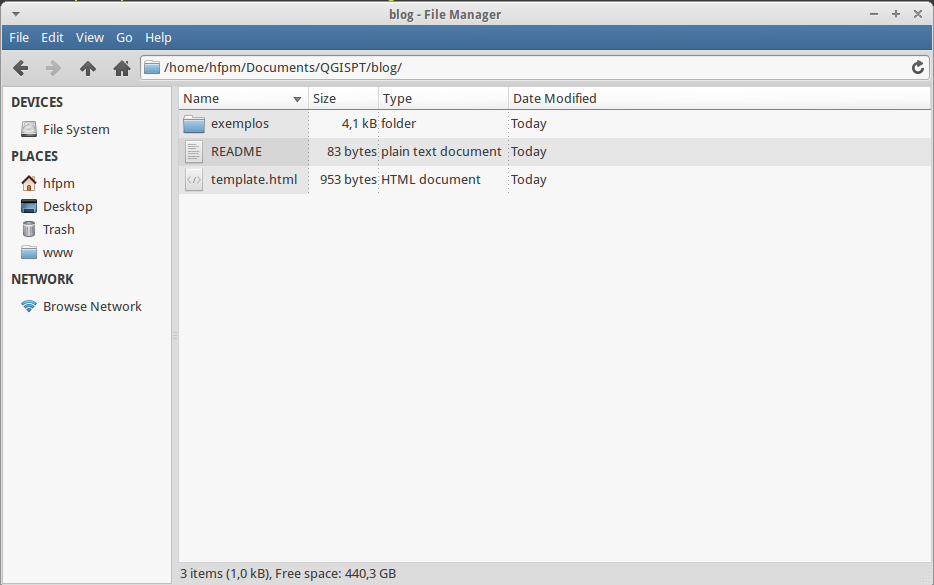 blog - File Manager
File Edit View Go Help
/home/hfpm/Documents/QGISPT/blog/
DEVICES
File System
PLACES
hfpm
Desktop
Trash
www
NETWORK
Browse Network
Name Size Type Date Modified
exemplos 4,1 kB folder Today
README 83 bytes plain text document Today
template.html 953 bytes HTML document Today
3 items (1,0 kB), Free space: 440,3 GB